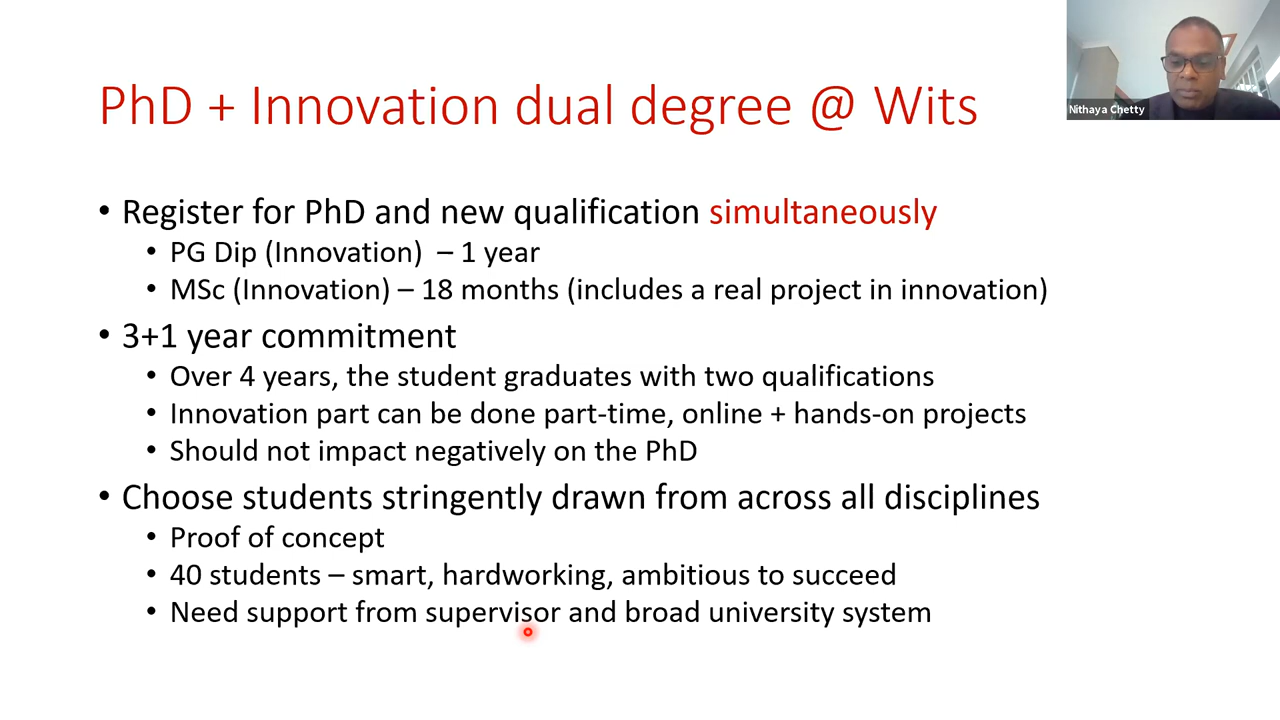 PhD + Innovation dual degree @ Wits
Nithaya Chetty
• Register for PhD and new qualification simultaneously
• PG Dip (Innovation) – 1 year
• MSc (Innovation) – 18 months (includes a real project in innovation)
• 3+1 year commitment
• Over 4 years, the student graduates with two qualifications
• Innovation part can be done part-time, online + hands-on projects
• Should not impact negatively on the PhD
• Choose students stringently drawn from across all disciplines
• Proof of concept
• 40 students – smart, hardworking, ambitious to succeed
• Need support from supervisor and broad university system